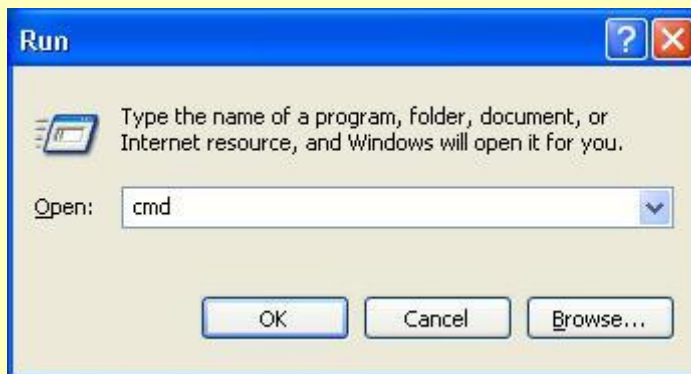 Run
Type the name of a program, folder, document, or
Internet resource, and Windows will open it for you.
Open: cmd
OK Cancel Browse...